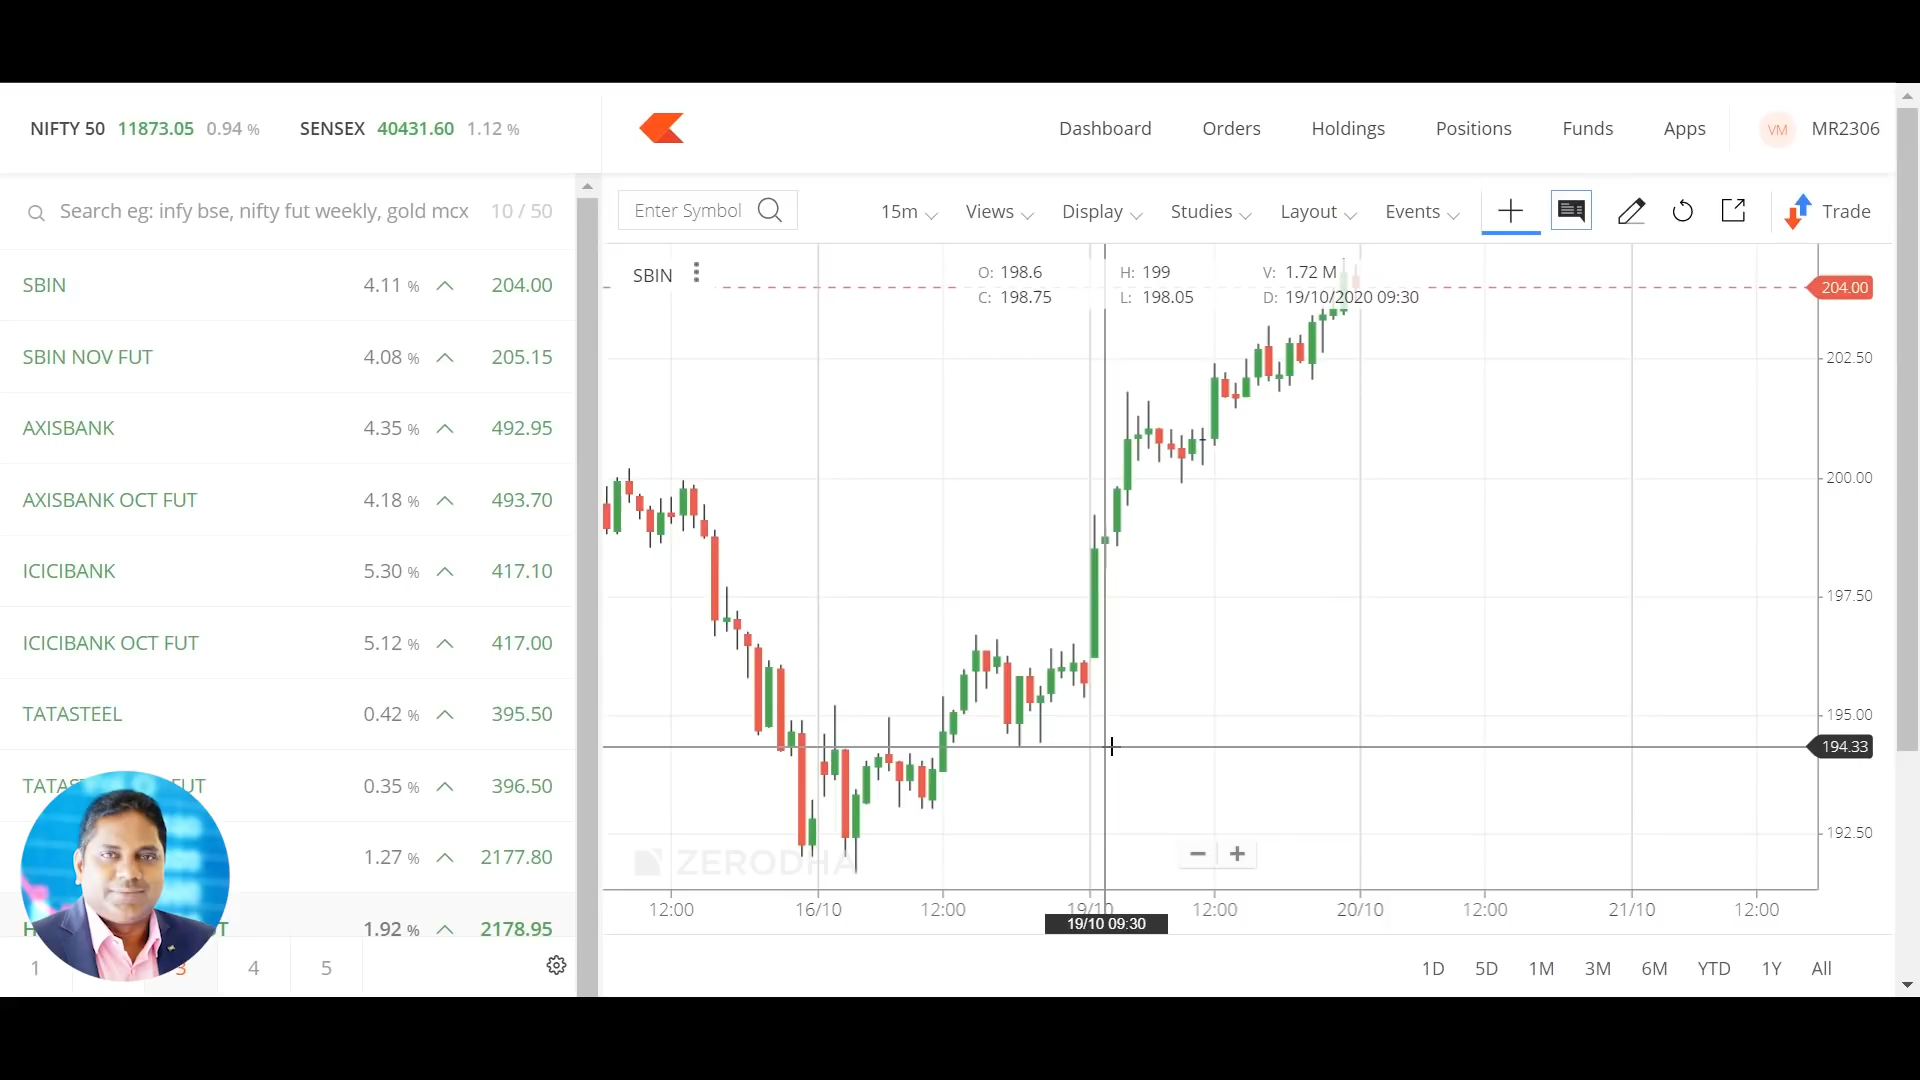 NIFTY 50 11873.05 0.94 % SENSEX 40431.60 1.12 %
Dashboard Orders Holdings Positions Funds Apps VM MR2306
Search eg: infy bse, nifty fut weekly, gold mcx 10 / 50
SBIN 4.11 % 204.00
SBIN NOV FUT 4.08 % 205.15
AXISBANK 4.35 % 492.95
AXISBANK OCT FUT 4.18 % 493.70
ICICIBANK 5.30 % 417.10
ICICIBANK OCT FUT 5.12 % 417.00
TATASTEEL 0.42 % 395.50
0.35 % 396.50
1.27 % 2177.80
1.92 % 2178.95
1 3 4 5
Enter Symbol 15m Views Display Studies Layout Events Trade
SBIN
O: 198.6 H: 199 V: 1.72 M
C: 198.75 L: 198.05 D: 19/10/2020 09:30
204.00
202.50
200.00
197.50
195.00
194.33
192.50
ZERODHA
12:00 16/10 12:00 19/10 12:00 20/10 12:00 21/10 12:00
19/10 09:30
1D 5D 1M 3M 6M YTD 1Y All